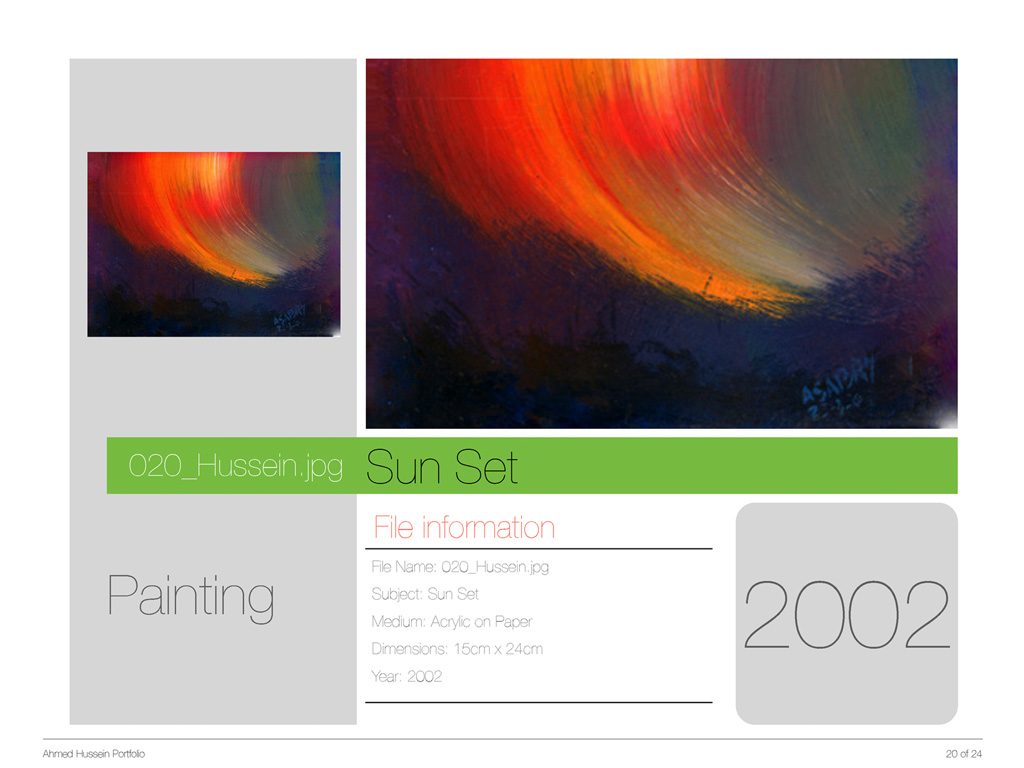 020_Hussein.jpg
Sun Set
Painting
File information
File Name: 020_Hussein.jpg
Subject: Sun Set
Medium: Acrylic on Paper
Dimensions: 15cm x 24cm
Year: 2002
2002
Ahmed Hussein Portfolio
20 of 24